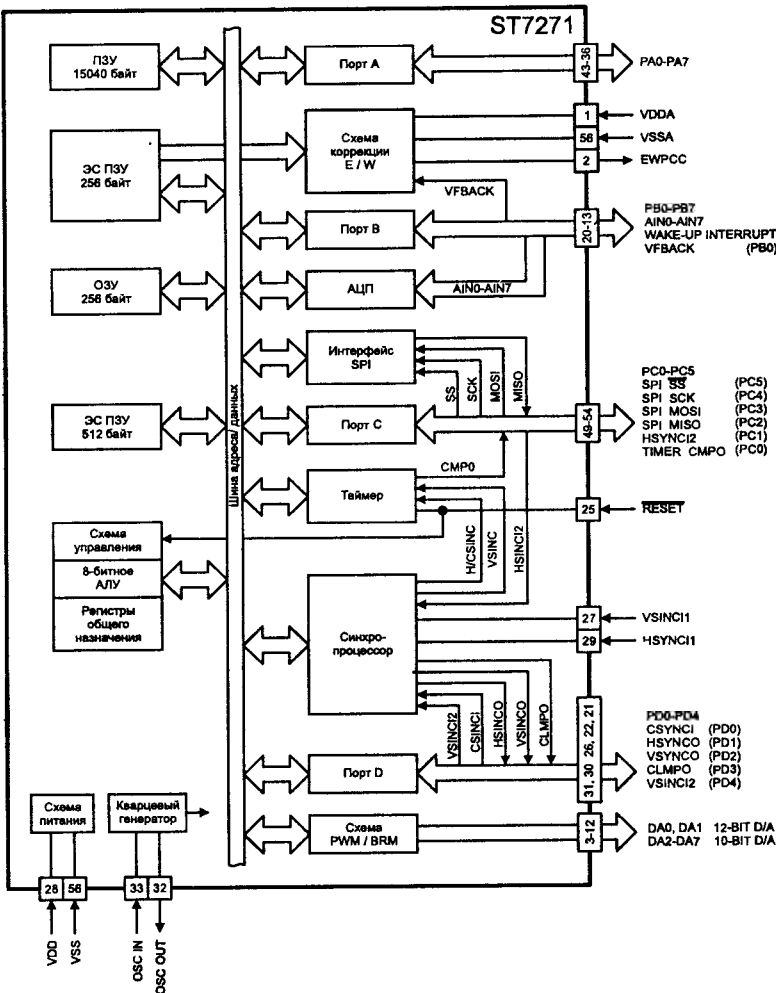 ST7271
ПЗУ
15040 байт
Порт А
43-36
PA0-PA7
ЭС ПЗУ
256 байт
Схема
коррекции
E / W
1
VDDA
56
VSSA
2
EWPCC
VFBACK
Порт В
20-13
PB0-PB7
AIN0-AIN7
WAKE-UP INTERRUPT
VFBACK (PB0)
ОЗУ
256 байт
АЦП
AIN0-AIN7
Интерфейс
SPI
SS
SCK
MOSI
MISO
ЭС ПЗУ
512 байт
Порт С
49-54
PC0-PC5
SPI SS (PC5)
SPI SCK (PC4)
SPI MOSI (PC3)
SPI MISO (PC2)
HSYNCI2 (PC1)
TIMER CMPO (PC0)
Шина адреса/ данных
CMP0
Таймер
25
RESET
H/CSINC
VSINC
HSINCI2
Схема
управления
8-битное
АЛУ
Регистры
общего
назначения
Синхро-
процессор
27
VSINCI1
29
HSYNCI1
VSINCI2
CSINCI
HSINCO
VSINCO
CLMPO
Порт D
31, 30 26, 22, 21
PD0-PD4
CSYNCI (PD0)
HSYNCO (PD1)
VSYNCO (PD2)
CLMPO (PD3)
VSINCI2 (PD4)
Схема
питания
Кварцевый
генератор
Схема
PWM / BRM
3-12
DA0, DA1 12-BIT D/A
DA2-DA7 10-BIT D/A
28
56
33
32
VDD
VSS
OSC IN
OSC OUT